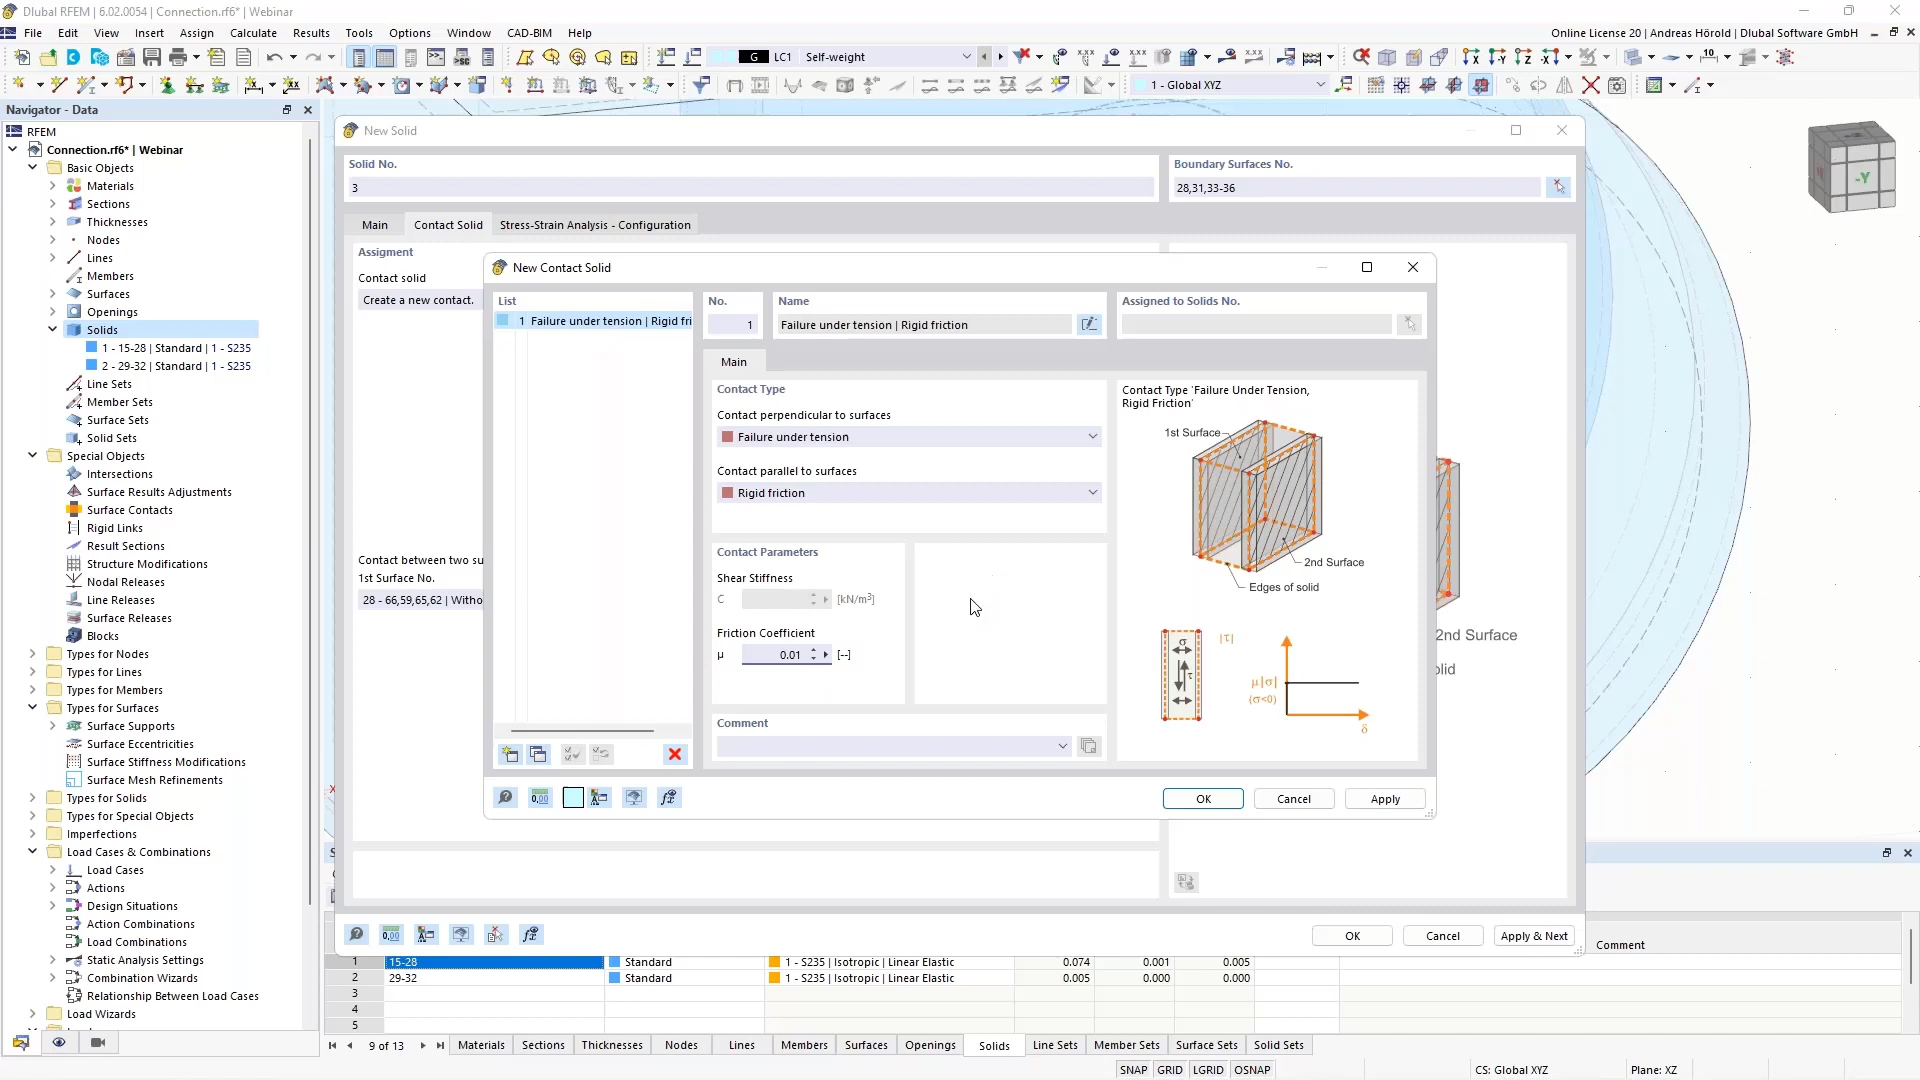 Dlubal RFEM | 6.02.0054 | Connection.rf6* | Webinar
File Edit View Insert Assign Calculate Results Tools Options Window CAD-BIM Help
Online License 20 | Andreas Hörold | Dlubal Software GmbH
G LC1 Self-weight
1 - Global XYZ
Navigator - Data
RFEM
Connection.rf6* | Webinar
Basic Objects
Materials
Sections
Thicknesses
Nodes
Lines
Members
Surfaces
Openings
Solids
1 - 15-28 | Standard | 1 - S235
2 - 29-32 | Standard | 1 - S235
Line Sets
Member Sets
Surface Sets
Solid Sets
Special Objects
Intersections
Surface Results Adjustments
Surface Contacts
Rigid Links
Result Sections
Structure Modifications
Nodal Releases
Line Releases
Surface Releases
Blocks
Types for Nodes
Types for Lines
Types for Members
Types for Surfaces
Surface Supports
Surface Eccentricities
Surface Stiffness Modifications
Surface Mesh Refinements
Types for Solids
Types for Special Objects
Imperfections
Load Cases & Combinations
Load Cases
Actions
Design Situations
Action Combinations
Load Combinations
Static Analysis Settings
Combination Wizards
Relationship Between Load Cases
Load Wizards
New Solid
Solid No.
3
Boundary Surfaces No.
28,31,33-36
Main Contact Solid Stress-Strain Analysis - Configuration
Assigment
Contact solid
Create a new contact.
Contact between two su
1st Surface No.
28 - 66,59,65,62 | Witho
New Contact Solid
List
1 Failure under tension | Rigid fri
No.
1
Name
Failure under tension | Rigid friction
Assigned to Solids No.
Main
Contact Type
Contact perpendicular to surfaces
Failure under tension
Contact parallel to surfaces
Rigid friction
Contact Parameters
Shear Stiffness
C [kN/m³]
Friction Coefficient
μ 0.01 [--]
Comment
Contact Type 'Failure Under Tension,
Rigid Friction'
1st Surface
2nd Surface
Edges of solid
σ
τ
|τ|
μ|σ|
(σ<0)
δ
OK Cancel Apply
2nd Surface
olid
OK Cancel Apply & Next
Comment
1 15-28 Standard 1 - S235 | Isotropic | Linear Elastic 0.074 0.001 0.005
2 29-32 Standard 1 - S235 | Isotropic | Linear Elastic 0.005 0.000 0.000
3
4
5
9 of 13 Materials Sections Thicknesses Nodes Lines Members Surfaces Openings Solids Line Sets Member Sets Surface Sets Solid Sets
SNAP GRID LGRID OSNAP CS: Global XYZ Plane: XZ
-Y